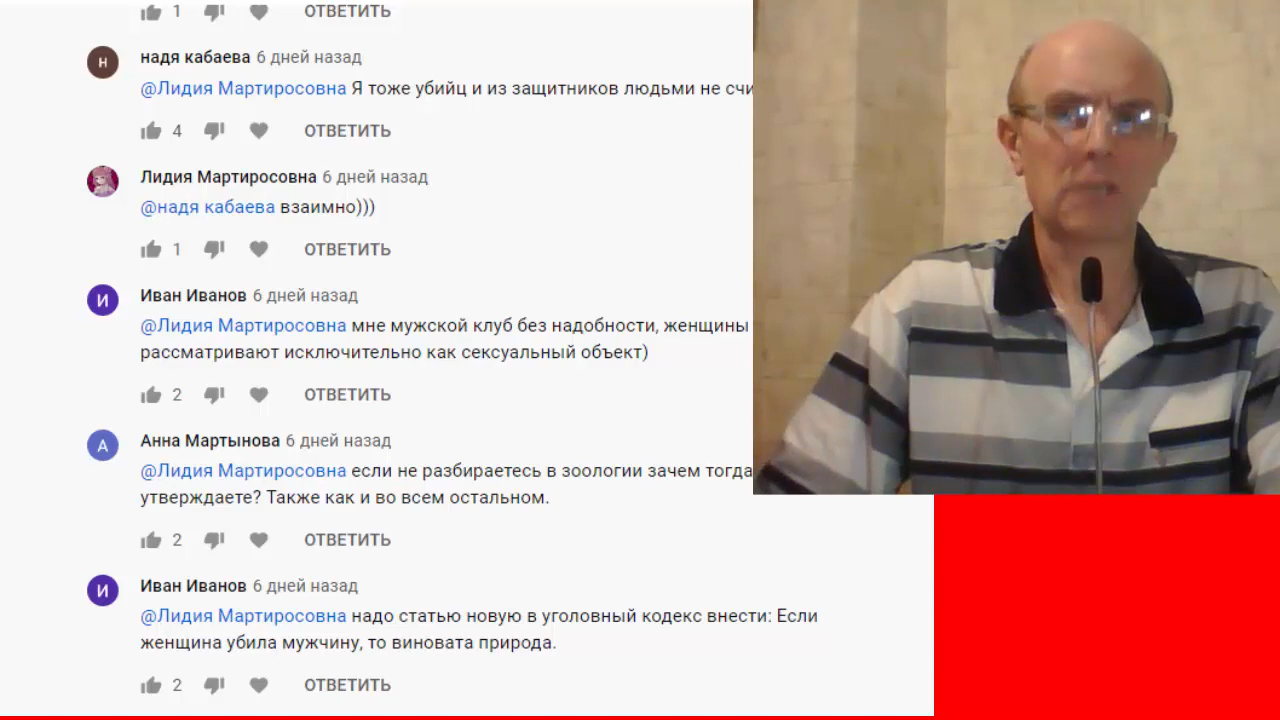 1 ОТВЕТИТЬ
Н надя кабаева 6 дней назад
@Лидия Мартиросовна Я тоже убийц и из защитников людьми не счи
4 ОТВЕТИТЬ
Лидия Мартиросовна 6 дней назад
@надя кабаева взаимно)))
1 ОТВЕТИТЬ
И Иван Иванов 6 дней назад
@Лидия Мартиросовна мне мужской клуб без надобности, женщины
рассматривают исключительно как сексуальный объект)
2 ОТВЕТИТЬ
А Анна Мартынова 6 дней назад
@Лидия Мартиросовна если не разбираетесь в зоологии зачем тогда
утверждаете? Также как и во всем остальном.
2 ОТВЕТИТЬ
И Иван Иванов 6 дней назад
@Лидия Мартиросовна надо статью новую в уголовный кодекс внести: Если
женщина убила мужчину, то виновата природа.
2 ОТВЕТИТЬ